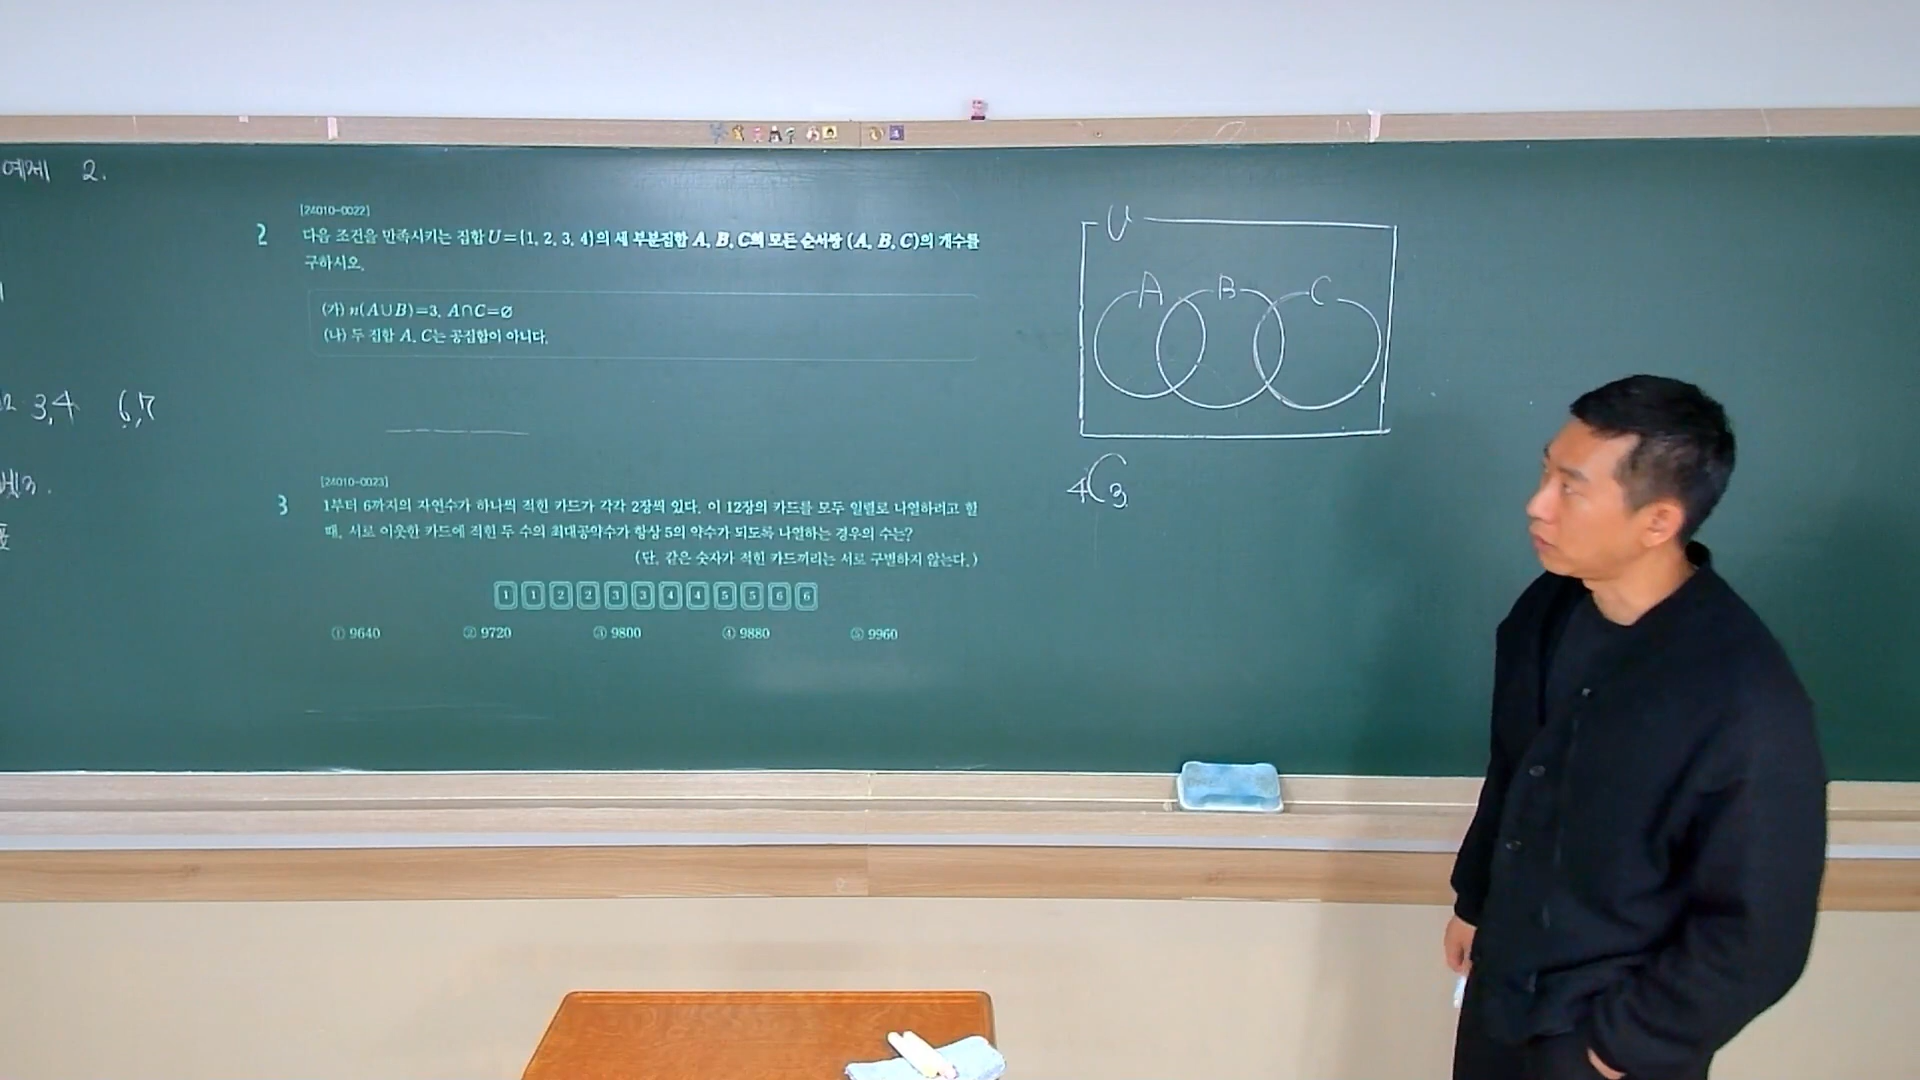 예제 2.
3,4 6,7
[24010-0022]
2 다음 조건을 만족시키는 집합 U={1, 2, 3, 4}의 세 부분집합 A, B, C의 모든 순서쌍 (A, B, C)의 개수를
구하시오.
(가) n(A∪B)=3, A∩C=∅
(나) 두 집합 A, C는 공집합이 아니다.
[24010-0023]
3 1부터 6까지의 자연수가 하나씩 적힌 카드가 각각 2장씩 있다. 이 12장의 카드를 모두 일렬로 나열하려고 할
때, 서로 이웃한 카드에 적힌 두 수의 최대공약수가 항상 5의 약수가 되도록 나열하는 경우의 수는?
(단, 같은 숫자가 적힌 카드끼리는 서로 구별하지 않는다.)
1 1 2 2 3 3 4 4 5 5 6 6
① 9640 ② 9720 ③ 9800 ④ 9880 ⑤ 9960
U
A B C
4C3